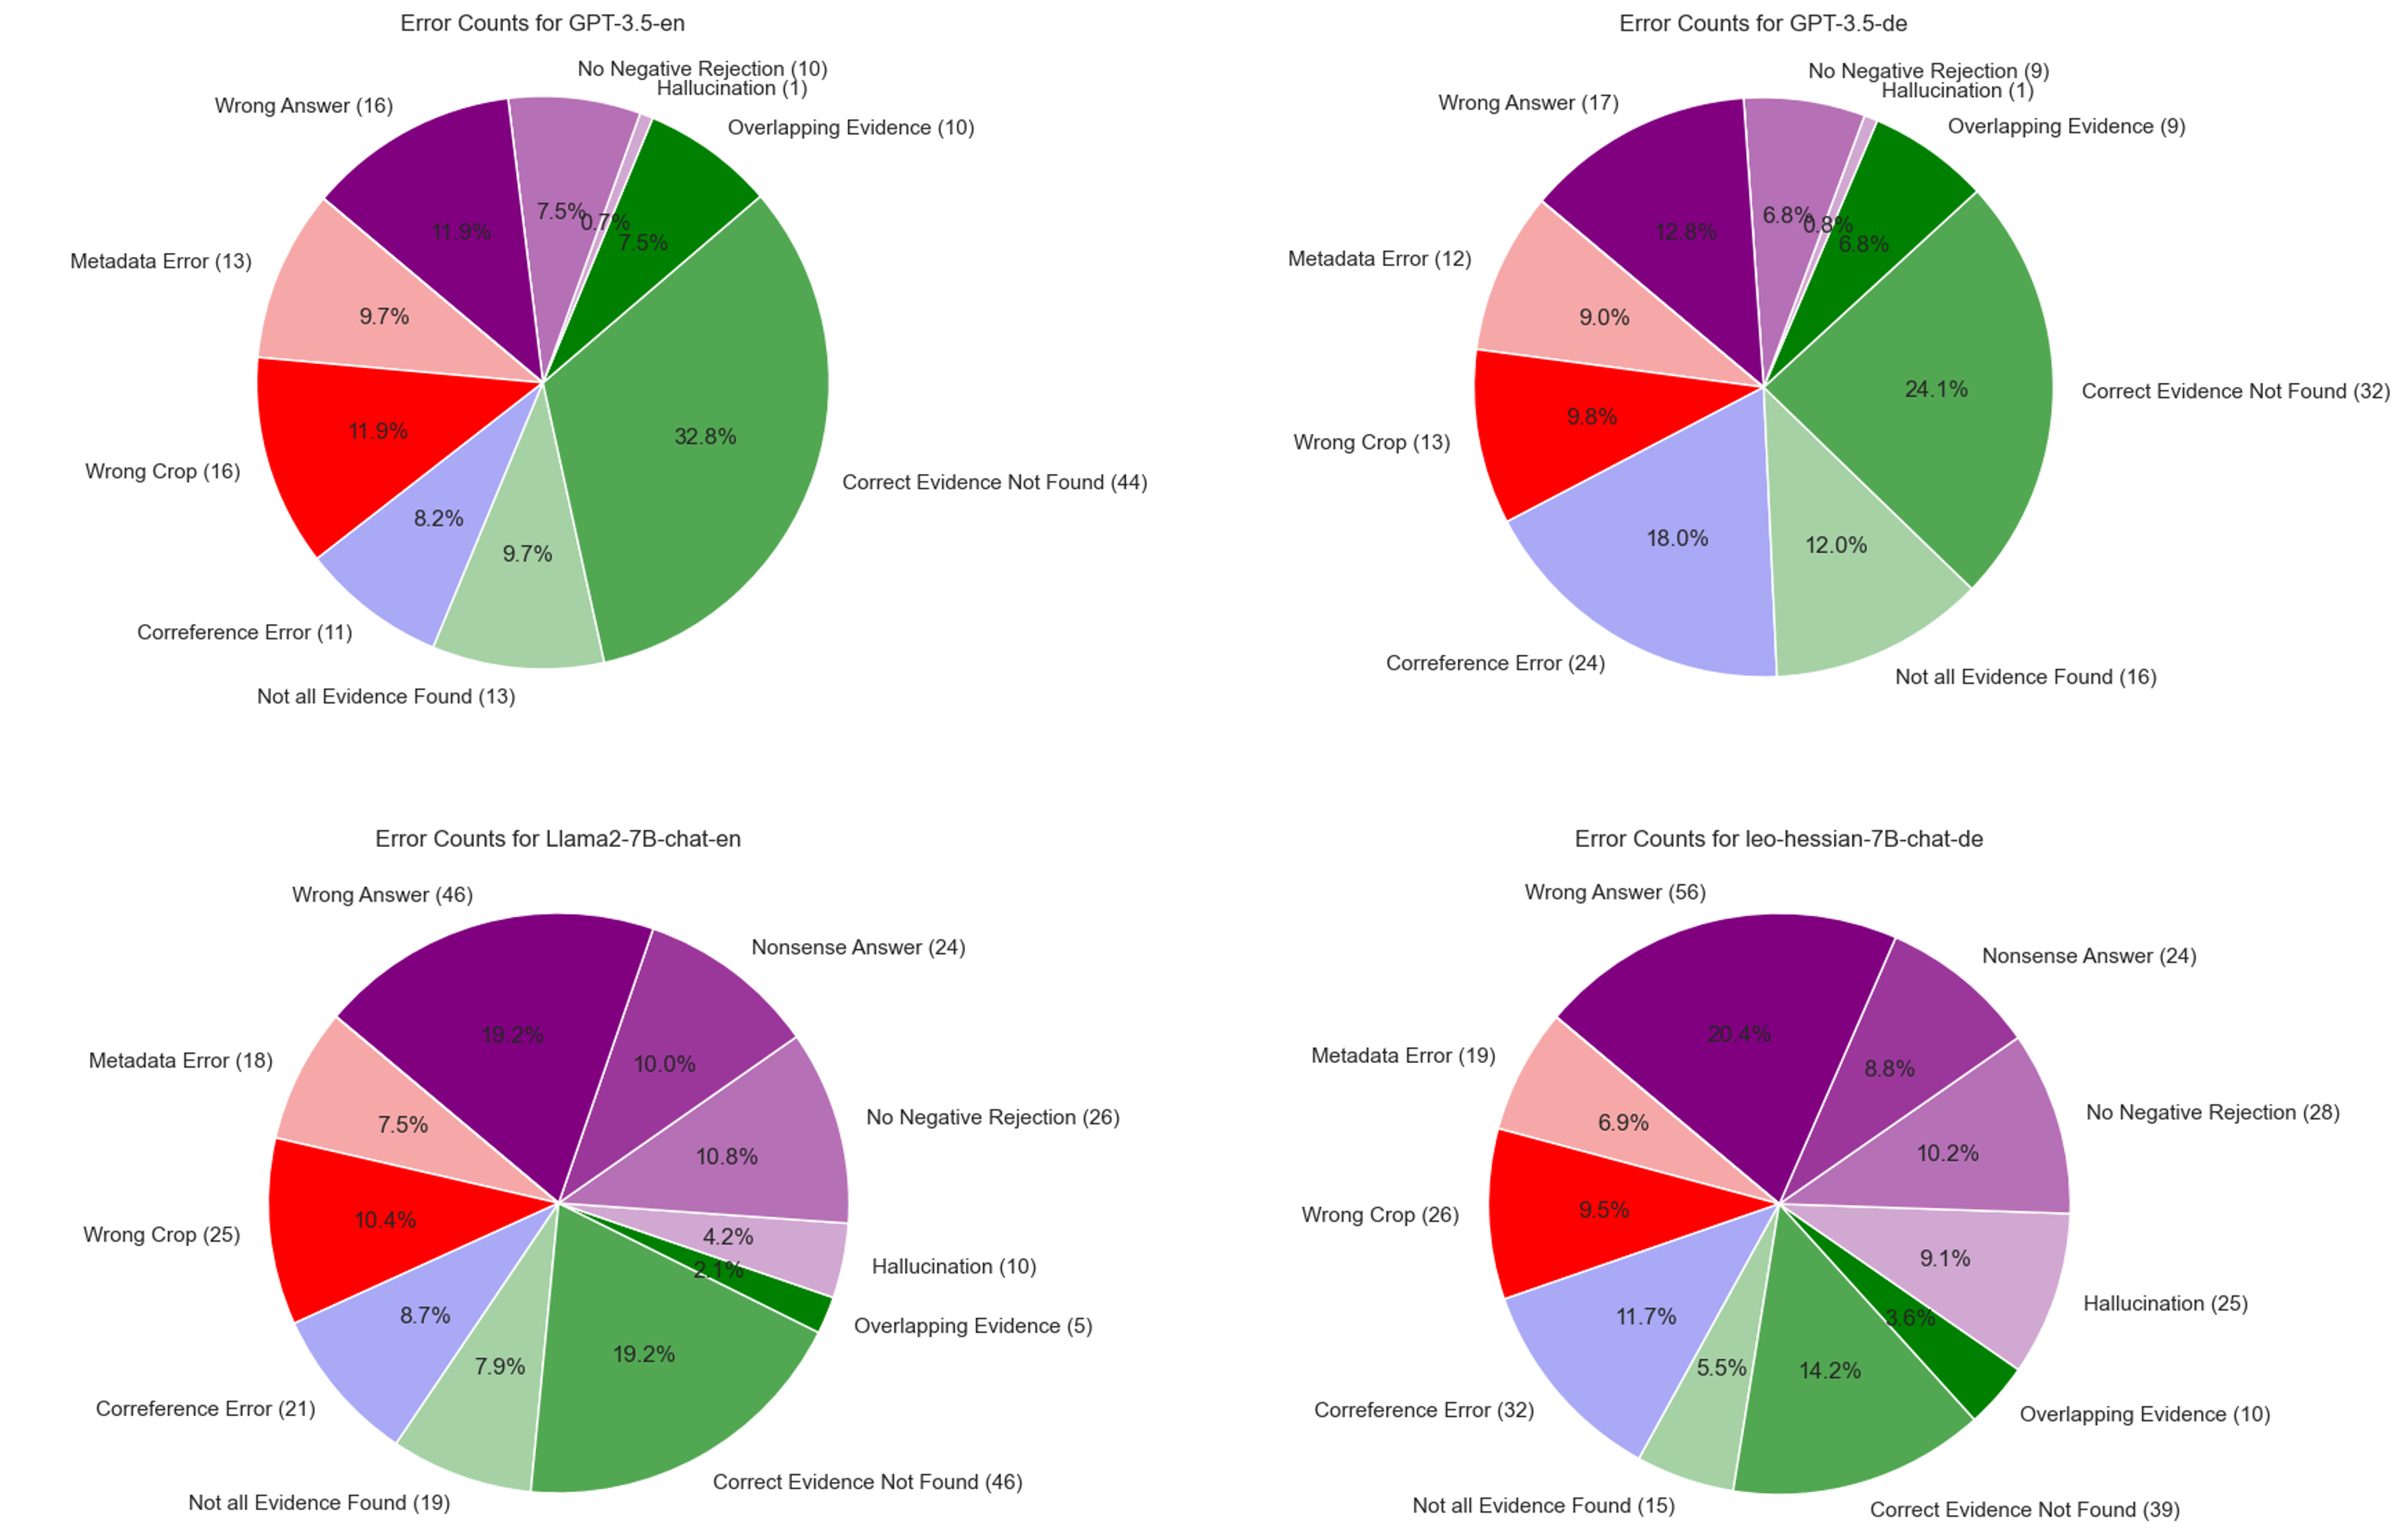 Error Counts for GPT-3.5-en
No Negative Rejection (10)
Hallucination (1)
Wrong Answer (16)
Overlapping Evidence (10)
7.5%
0.7%
11.9%
7.5%
Metadata Error (13)
9.7%
11.9%
32.8%
Wrong Crop (16)
Correct Evidence Not Found (44)
8.2%
9.7%
Correference Error (11)
Not all Evidence Found (13)
Error Counts for GPT-3.5-de
No Negative Rejection (9)
Hallucination (1)
Wrong Answer (17)
Overlapping Evidence (9)
6.8%
0.8%
12.8%
6.8%
Metadata Error (12)
9.0%
24.1%
Correct Evidence Not Found (32)
9.8%
Wrong Crop (13)
18.0%
12.0%
Correference Error (24)
Not all Evidence Found (16)
Error Counts for Llama2-7B-chat-en
Wrong Answer (46)
Nonsense Answer (24)
19.2%
10.0%
Metadata Error (18)
No Negative Rejection (26)
7.5%
10.8%
10.4%
Wrong Crop (25)
4.2%
Hallucination (10)
2.1%
8.7%
Overlapping Evidence (5)
19.2%
7.9%
Correference Error (21)
Correct Evidence Not Found (46)
Not all Evidence Found (19)
Error Counts for leo-hessian-7B-chat-de
Wrong Answer (56)
Nonsense Answer (24)
20.4%
8.8%
Metadata Error (19)
No Negative Rejection (28)
6.9%
10.2%
9.5%
Wrong Crop (26)
9.1%
Hallucination (25)
11.7%
3.6%
5.5%
14.2%
Correference Error (32)
Overlapping Evidence (10)
Not all Evidence Found (15)
Correct Evidence Not Found (39)